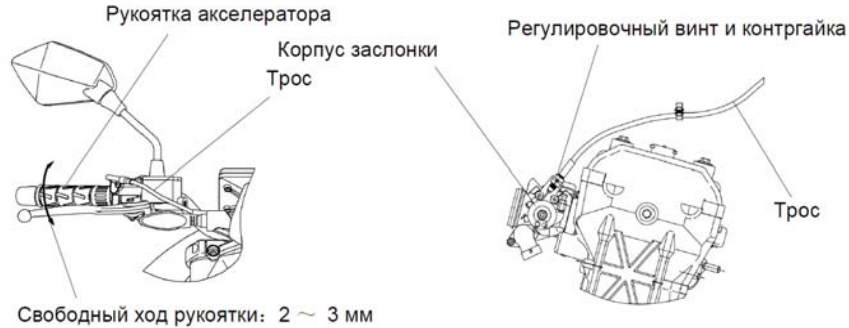 Рукоятка акселератора
Регулировочный винт и контргайка
Корпус заслонки
Трос
Трос
Свободный ход рукоятки: 2 ~ 3 мм